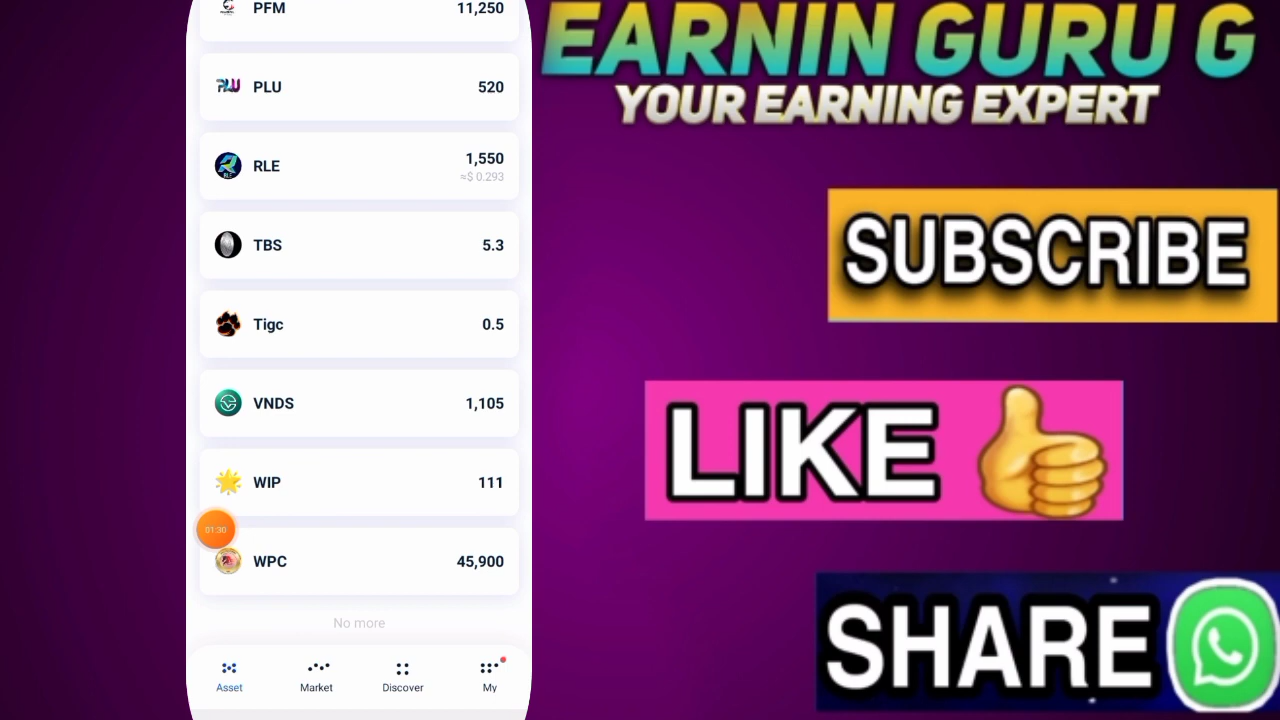 PFM 11,250
PLU 520
RLE 1,550
≈$ 0.293
TBS 5.3
Tigc 0.5
VNDS 1,105
WIP 111
01:30
WPC 45,900
No more
Asset Market Discover My
EARNIN GURU G
YOUR EARNING EXPERT
SUBSCRIBE
LIKE
SHARE